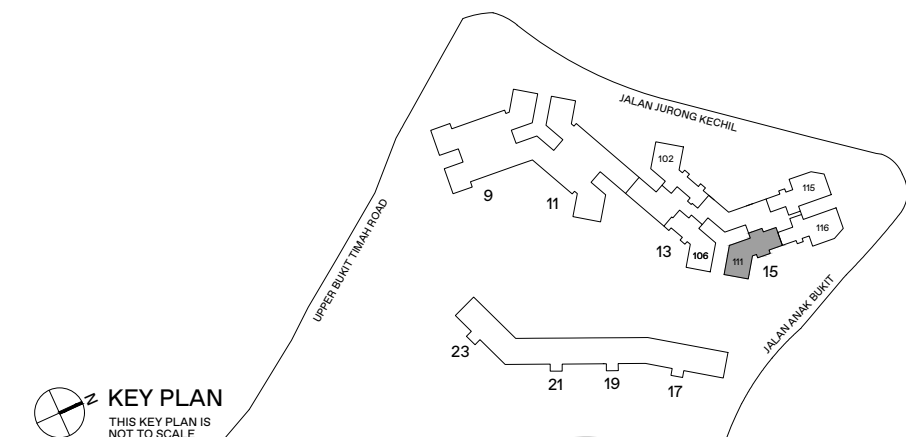 JALAN JURONG KECHIL
102
115
9
11
116
13
106
111
15
UPPER BUKIT TIMAH ROAD
JALAN ANAK BUKIT
23
21
19
17
N
KEY PLAN
THIS KEY PLAN IS
NOT TO SCALE